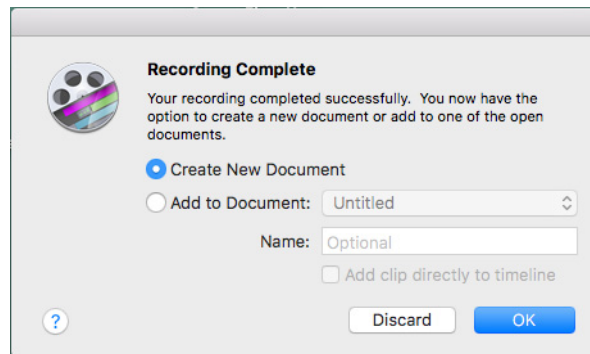 Recording Complete
Your recording completed successfully.  You now have the
option to create a new document or add to one of the open
documents.
Create New Document
Add to Document: Untitled
Name: Optional
Add clip directly to timeline
? Discard OK